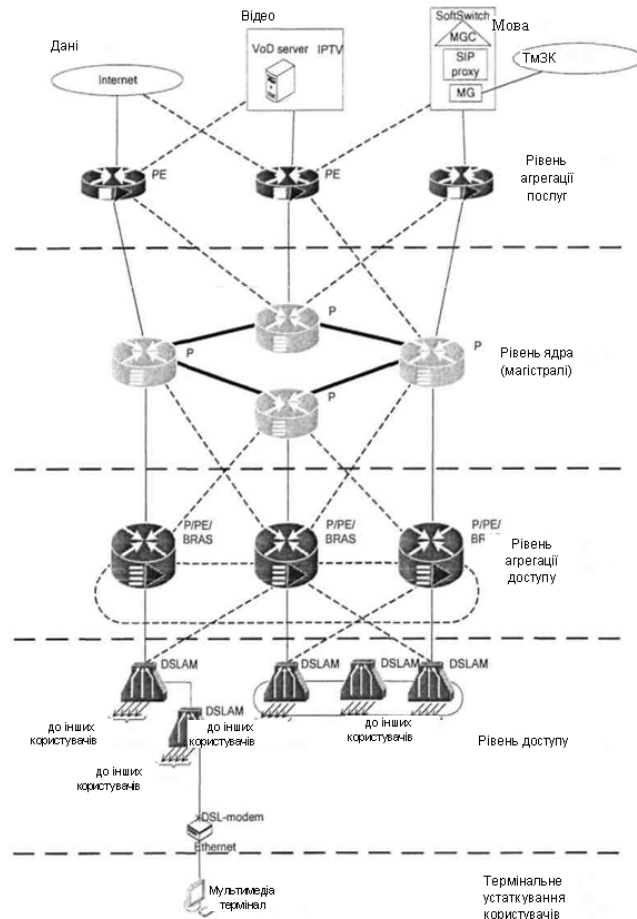 Дані
Відео
SoftSwitch
MGC
Мова
VoD server IPTV
SIP
proxy
ТмЗК
Internet
MG
PE
PE
Рівень
агрегації
послуг
P
P
P
Рівень ядра
(магістралі)
P
P/PE/
BRAS
P/PE/
BRAS
P/PE/
Рівень
агрегації
доступу
DSLAM
DSLAM
DSLAM
DSLAM
DSLAM
до інших
користувачів
до інших
користувачів
до інших
користувачів
до інших
користувачів
Рівень доступу
xDSL-modem
Ethernet
Мультимедіа
термінал
Термінальне
устаткування
користувачів